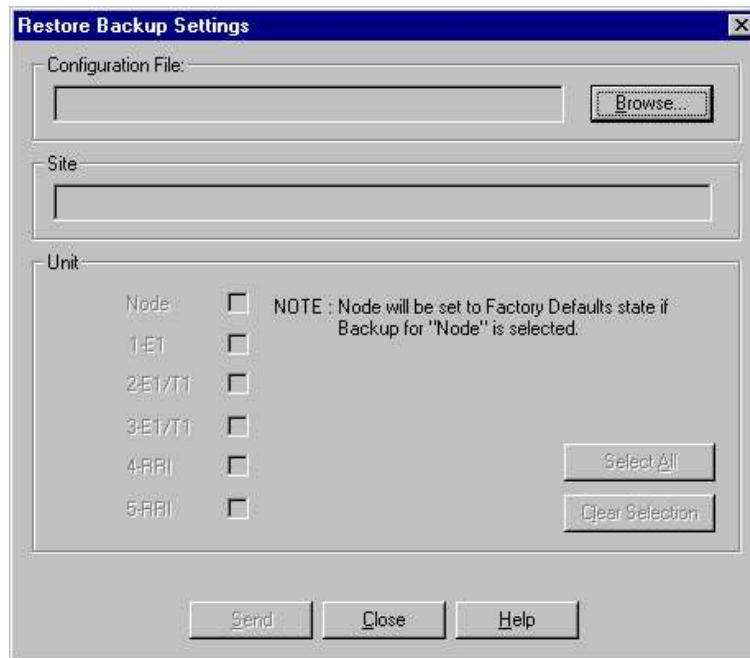 Restore Backup Settings
Configuration File:
Browse...
Site
Unit
Node
NOTE : Node will be set to Factory Defaults state if
Backup for "Node" is selected.
1-E1
2-E1/T1
3-E1/T1
4-RRI
5-RRI
Select All
Clear Selection
Send
Close
Help